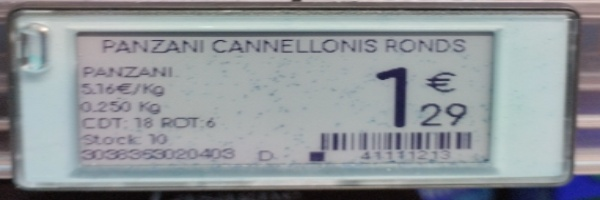 PANZANI CANNELLONIS RONDS
PANZANI
5.16€/Kg
0.250 Kg
CDT: 18 ROT:6
Stock: 10
3038353020403 D
1 €
29
41111213